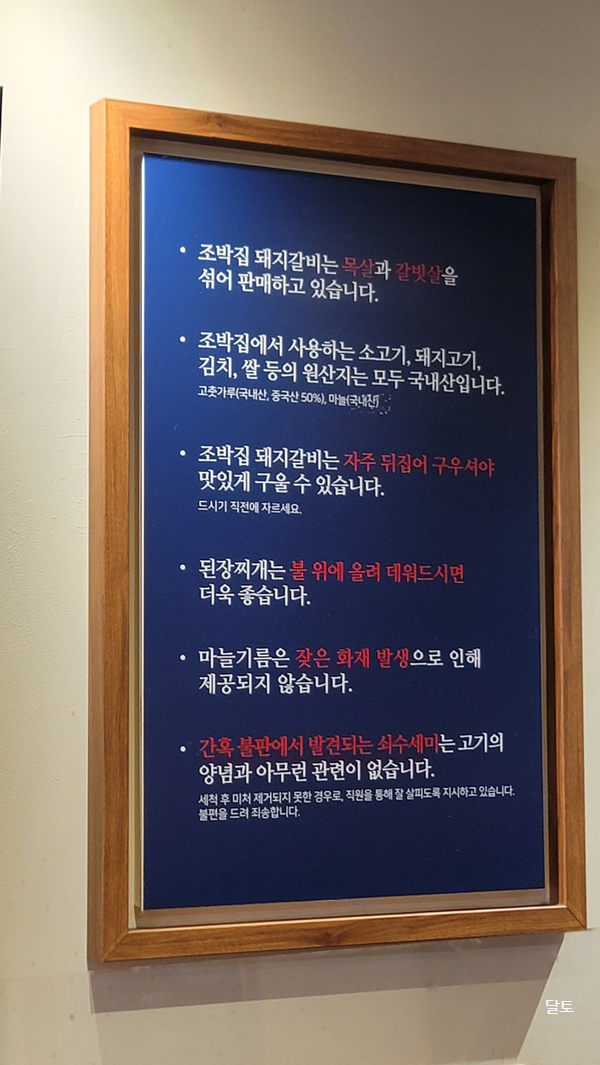 • 조박집 돼지갈비는 목살과 갈빗살을
섞어 판매하고 있습니다.
• 조박집에서 사용하는 소고기, 돼지고기,
김치, 쌀 등의 원산지는 모두 국내산입니다.
고춧가루(국내산, 중국산 50%), 마늘(국내산)
• 조박집 돼지갈비는 자주 뒤집어 구우셔야
맛있게 구울 수 있습니다.
드시기 직전에 자르세요.
• 된장찌개는 불 위에 올려 데워드시면
더욱 좋습니다.
• 마늘기름은 잦은 화재 발생으로 인해
제공되지 않습니다.
• 간혹 불판에서 발견되는 쇠수세미는 고기의
양념과 아무런 관련이 없습니다.
세척 후 미처 제거되지 못한 경우로, 직원을 통해 잘 살피도록 지시하고 있습니다.
불편을 드려 죄송합니다.
달토